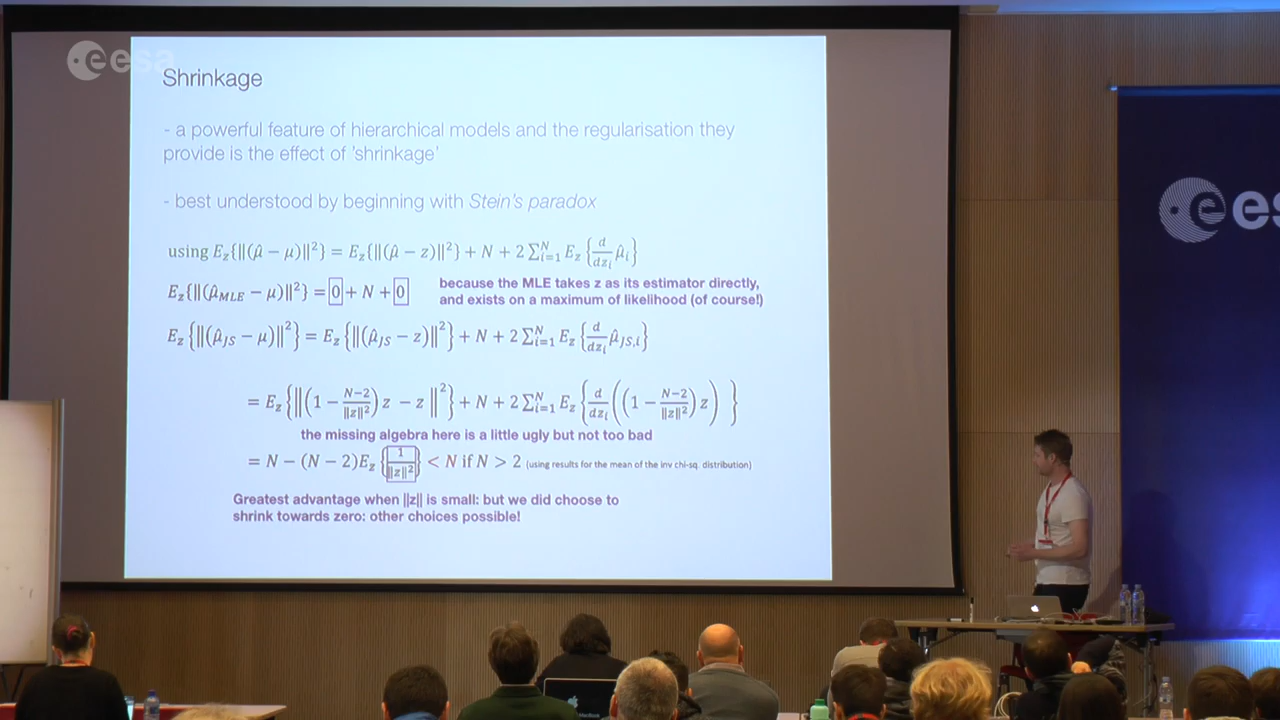 eesa
Shrinkage
- a powerful feature of hierarchical models and the regularisation they
provide is the effect of 'shrinkage'
- best understood by beginning with Stein's paradox
using E_z{‖(μ̂ − μ)‖²} = E_z{‖(μ̂ − z)‖²} + N + 2 ∑_{i=1}^N E_z {d/dz_i μ̂_i}
E_z{‖(μ̂_MLE − μ)‖²} = 0 + N + 0
because the MLE takes z as its estimator directly,
and exists on a maximum of likelihood (of course!)
E_z{‖(μ̂_JS − μ)‖²} = E_z{‖(μ̂_JS − z)‖²} + N + 2 ∑_{i=1}^N E_z {d/dz_i μ̂_{JS,i}}
= E_z{‖(1 − (N−2)/‖z‖²)z − z‖²} + N + 2 ∑_{i=1}^N E_z {d/dz_i ((1 − (N−2)/‖z‖²)z)}
the missing algebra here is a little ugly but not too bad
= N − (N − 2)E_z {1/‖z‖²} < N if N > 2 (using results for the mean of the inv chi-sq. distribution)
Greatest advantage when ||z|| is small: but we did choose to
shrink towards zero: other choices possible!
es